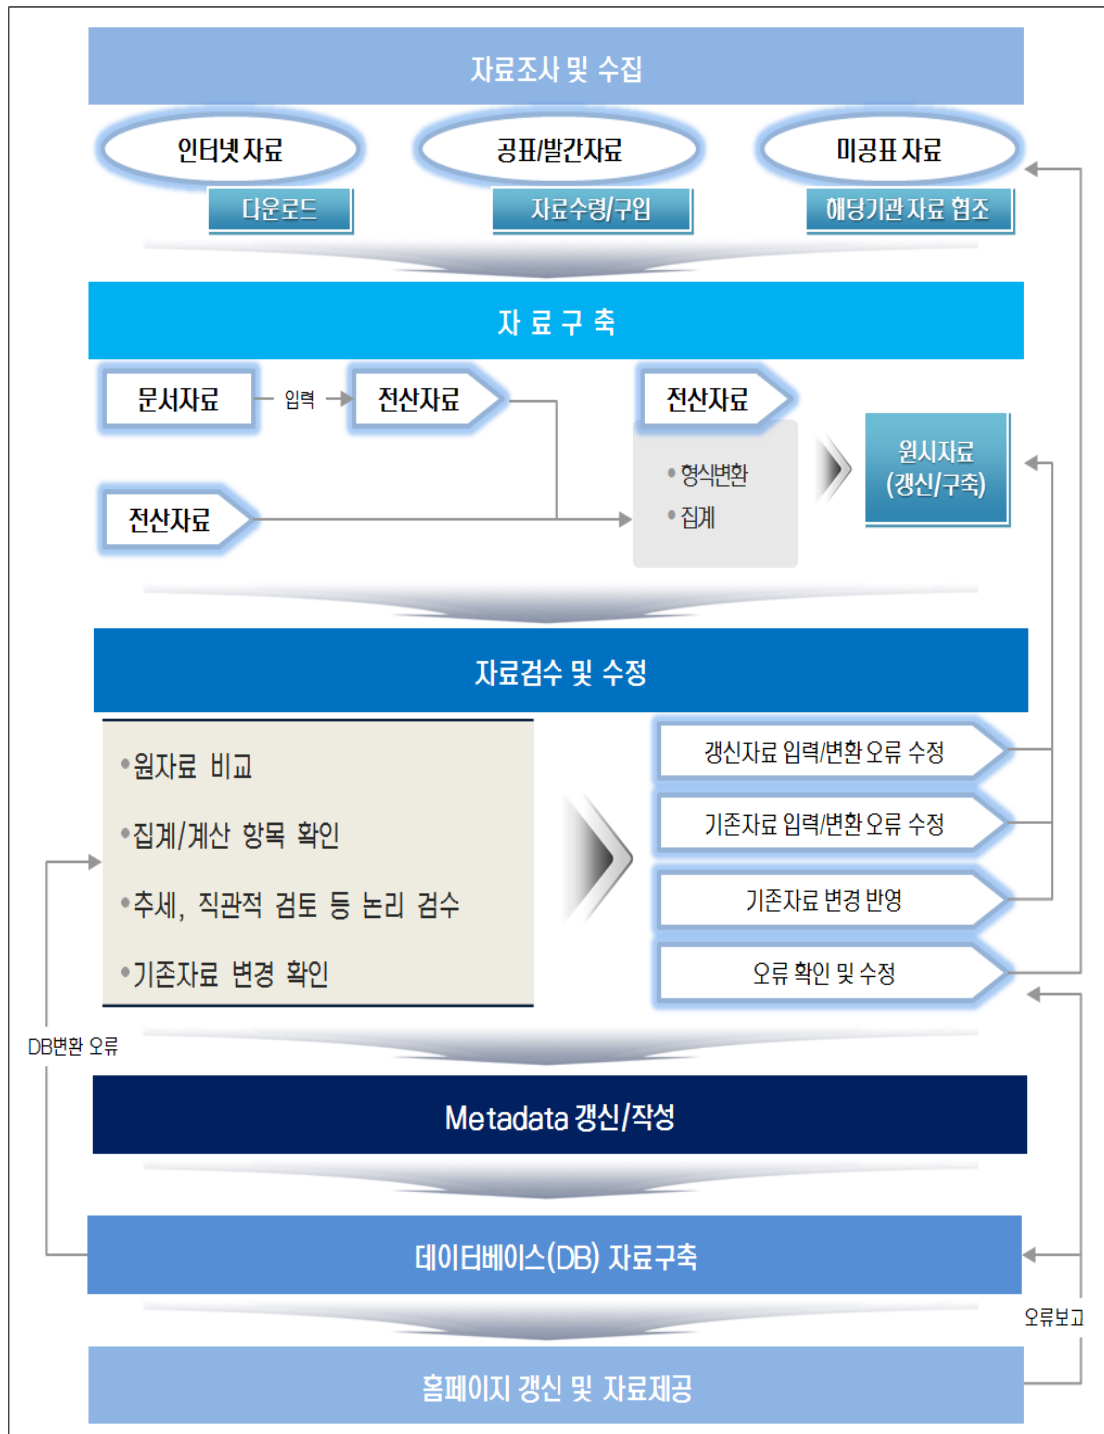 자료조사 및 수집
인터넷 자료
공표/발간자료
미공표 자료
다운로드
자료수령/구입
해당기관 자료 협조
자 료 구 축
문서자료
입력
전산자료
전산자료
원시자료
(갱신/구축)
•형식변환
•집계
전산자료
자료검수 및 수정
•원자료 비교
•집계/계산 항목 확인
•추세, 직관적 검토 등 논리 검수
•기존자료 변경 확인
갱신자료 입력/변환 오류 수정
기존자료 입력/변환 오류 수정
기존자료 변경 반영
오류 확인 및 수정
DB변환 오류
Metadata 갱신/작성
데이터베이스(DB) 자료구축
오류보고
홈페이지 갱신 및 자료제공